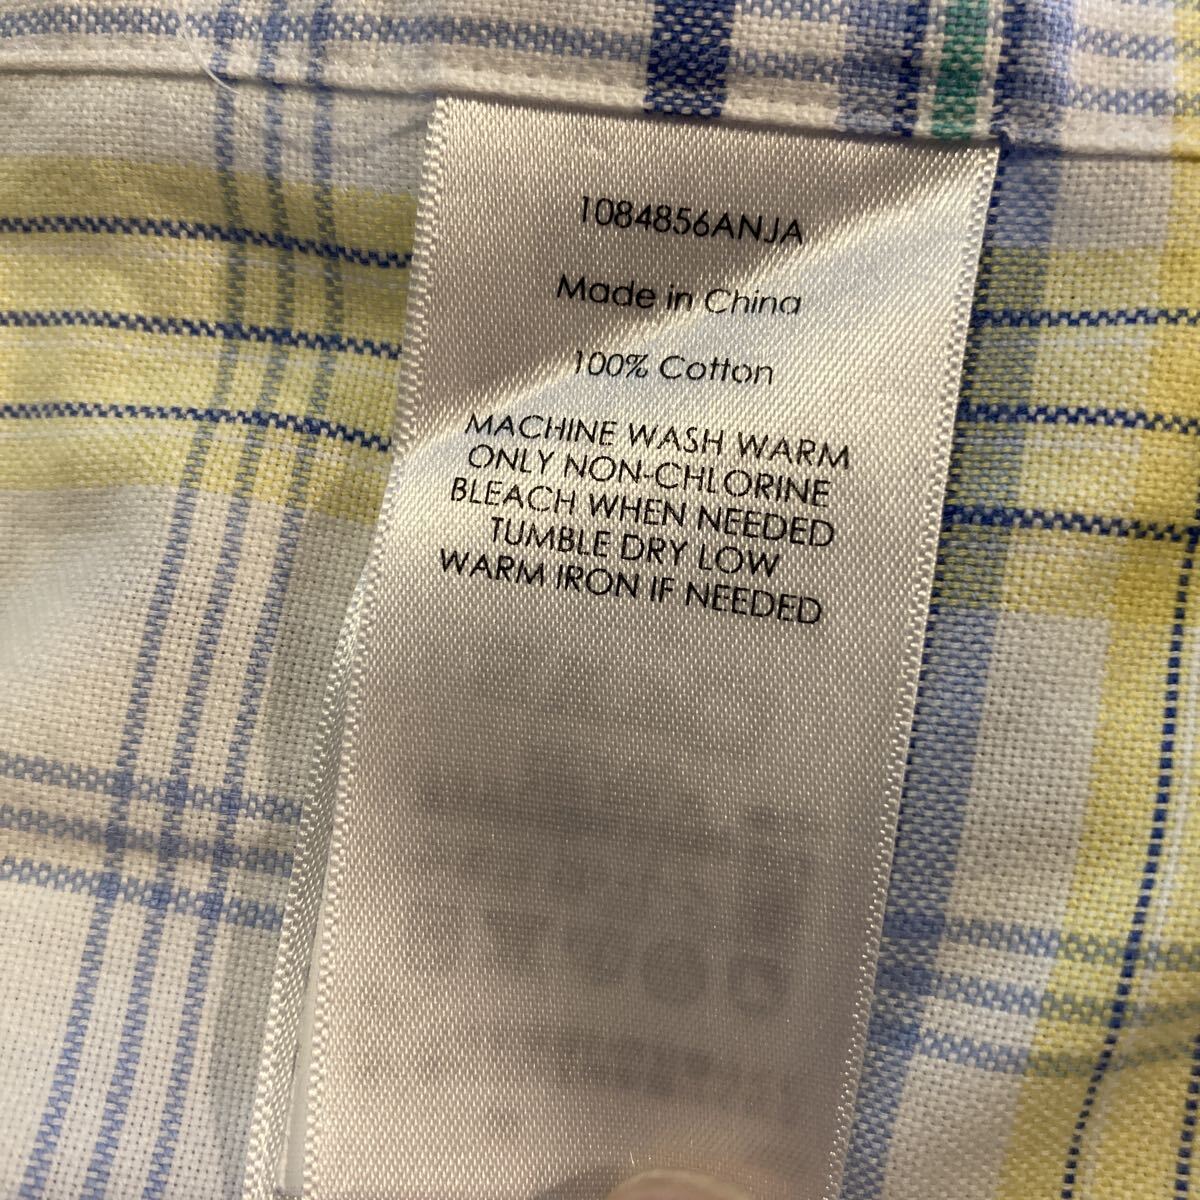 1084856ANJA
Made in China
100% Cotton
MACHINE WASH WARM
ONLY NON-CHLORINE
BLEACH WHEN NEEDED
TUMBLE DRY LOW
WARM IRON IF NEEDED